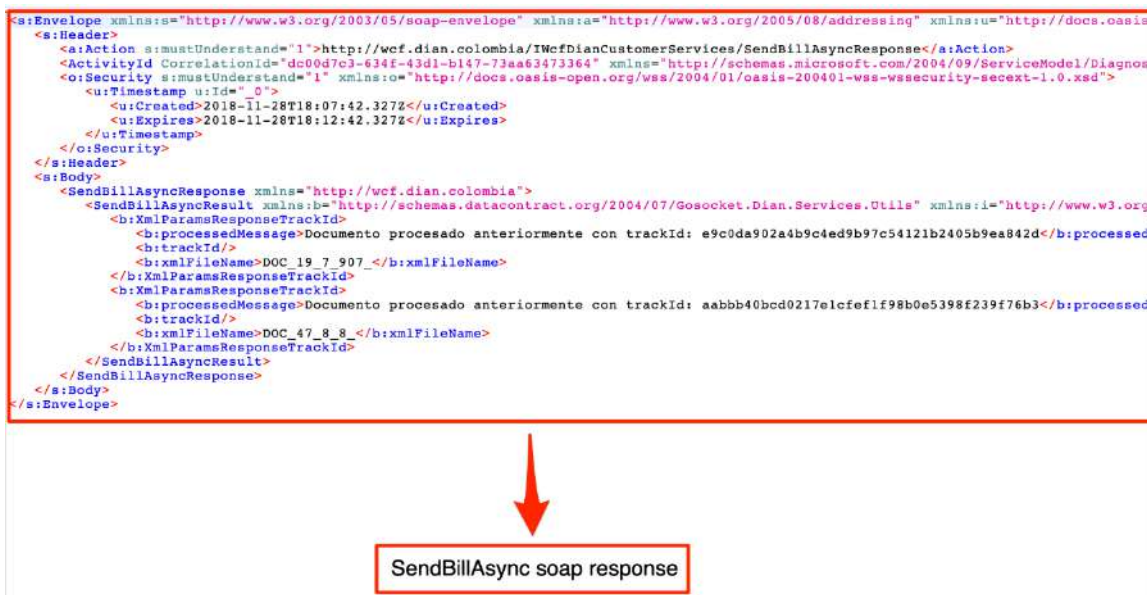 <s:Envelope xmlns:s="http://www.w3.org/2003/05/soap-envelope" xmlns:a="http://www.w3.org/2005/08/addressing" xmlns:u="http://docs.oasis
<s:Header>
<a:Action s:mustUnderstand="1">http://wcf.dian.colombia/IWcfDianCustomerServices/SendBillAsyncResponse</a:Action>
<ActivityId CorrelationId="dc00d7c3-634f-43d1-b147-73aa63473364" xmlns="http://schemas.microsoft.com/2004/09/ServiceModel/Diagnos
<o:Security s:mustUnderstand="1" xmlns:o="http://docs.oasis-open.org/wss/2004/01/oasis-200401-wss-wssecurity-secext-1.0.xsd">
<u:Timestamp u:Id="_0">
<u:Created>2018-11-28T18:07:42.327Z</u:Created>
<u:Expires>2018-11-28T18:12:42.327Z</u:Expires>
</u:Timestamp>
</o:Security>
</s:Header>
<s:Body>
<SendBillAsyncResponse xmlns="http://wcf.dian.colombia">
<SendBillAsyncResult xmlns:b="http://schemas.datacontract.org/2004/07/Gosocket.Dian.Services.Utils" xmlns:i="http://www.w3.org
<b:XmlParamsResponseTrackId>
<b:processedMessage>Documento procesado anteriormente con trackId: e9c0da902a4b9c4ed9b97c54121b2405b9ea842d</b:processed
<b:trackId/>
<b:xmlFileName>DOC_19_7_907_</b:xmlFileName>
</b:XmlParamsResponseTrackId>
<b:XmlParamsResponseTrackId>
<b:processedMessage>Documento procesado anteriormente con trackId: aabbb40bcd0217e1cfef1f98b0e5398f239f76b3</b:processed
<b:trackId/>
<b:xmlFileName>DOC_47_8_8_</b:xmlFileName>
</b:XmlParamsResponseTrackId>
</SendBillAsyncResult>
</SendBillAsyncResponse>
</s:Body>
</s:Envelope>
SendBillAsync soap response